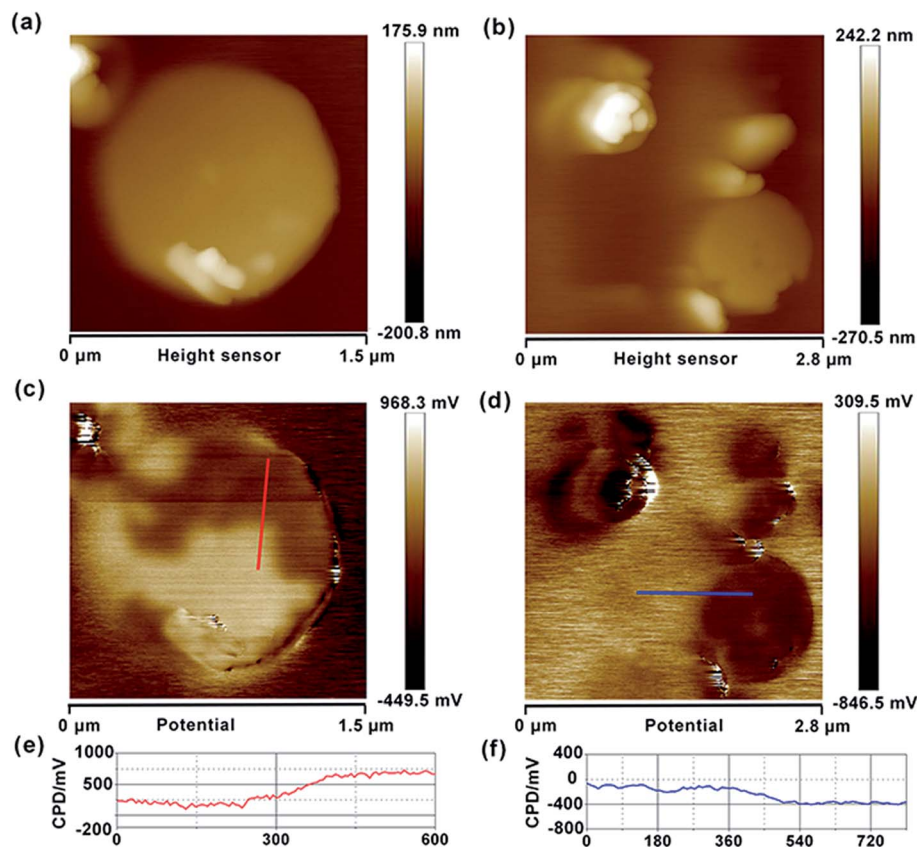 (a)
175.9 nm
-200.8 nm
0 μm
Height sensor
1.5 μm
(b)
242.2 nm
-270.5 nm
0 μm
Height sensor
2.8 μm
(c)
968.3 mV
-449.5 mV
0 μm
Potential
1.5 μm
(d)
309.5 mV
-846.5 mV
0 μm
Potential
2.8 μm
(e)
CPD/mV
1000
500
-200
0
300
600
(f)
CPD/mV
400
0
-400
-800
0
180
360
540
720